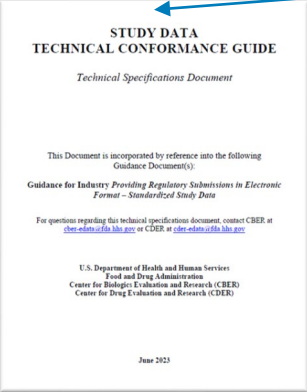 STUDY DATA
TECHNICAL CONFORMANCE GUIDE
Technical Specifications Document
This Document is incorporated by reference into the following
Guidance Document(s):
Guidance for Industry Providing Regulatory Submissions in Electronic
Format – Standardized Study Data
For questions regarding this technical specifications document, contact CBER at
cber-edata@fda.hhs.gov or CDER at cder-edata@fda.hhs.gov
U.S. Department of Health and Human Services
Food and Drug Administration
Center for Biologics Evaluation and Research (CBER)
Center for Drug Evaluation and Research (CDER)
June 2023